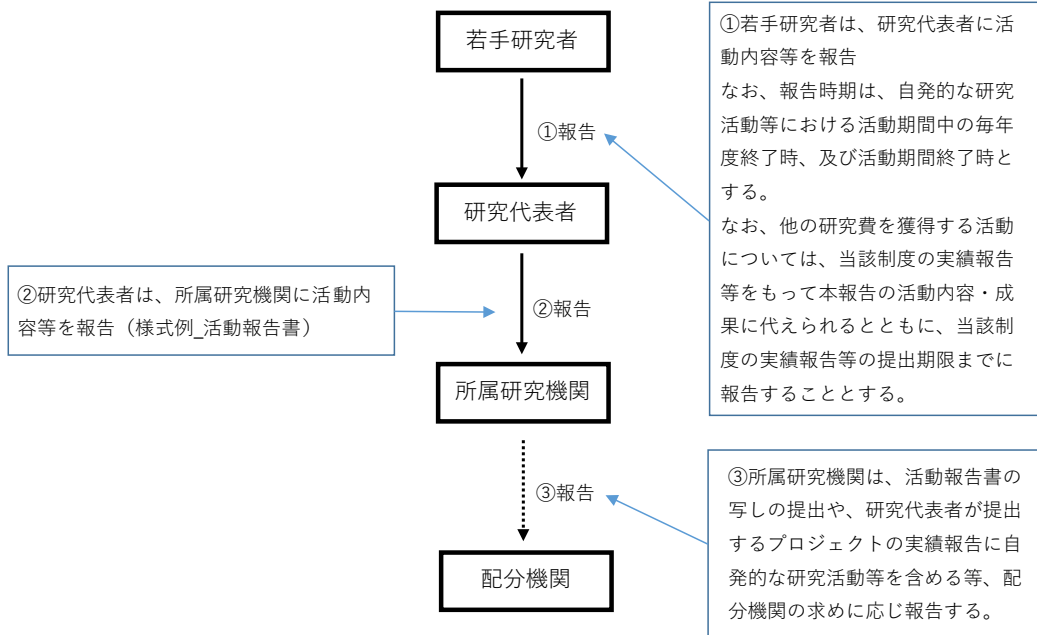 若手研究者
①報告
①若手研究者は、研究代表者に活
動内容等を報告
なお、報告時期は、自発的な研究
活動等における活動期間中の毎年
度終了時、及び活動期間終了時と
する。
なお、他の研究費を獲得する活動
については、当該制度の実績報告
等をもって本報告の活動内容・成
果に代えられるとともに、当該制
度の実績報告等の提出期限までに
報告することとする。
研究代表者
②研究代表者は、所属研究機関に活動内
容等を報告（様式例_活動報告書）
②報告
所属研究機関
③報告
③所属研究機関は、活動報告書の
写しの提出や、研究代表者が提出
するプロジェクトの実績報告に自
発的な研究活動等を含める等、配
分機関の求めに応じ報告する。
配分機関